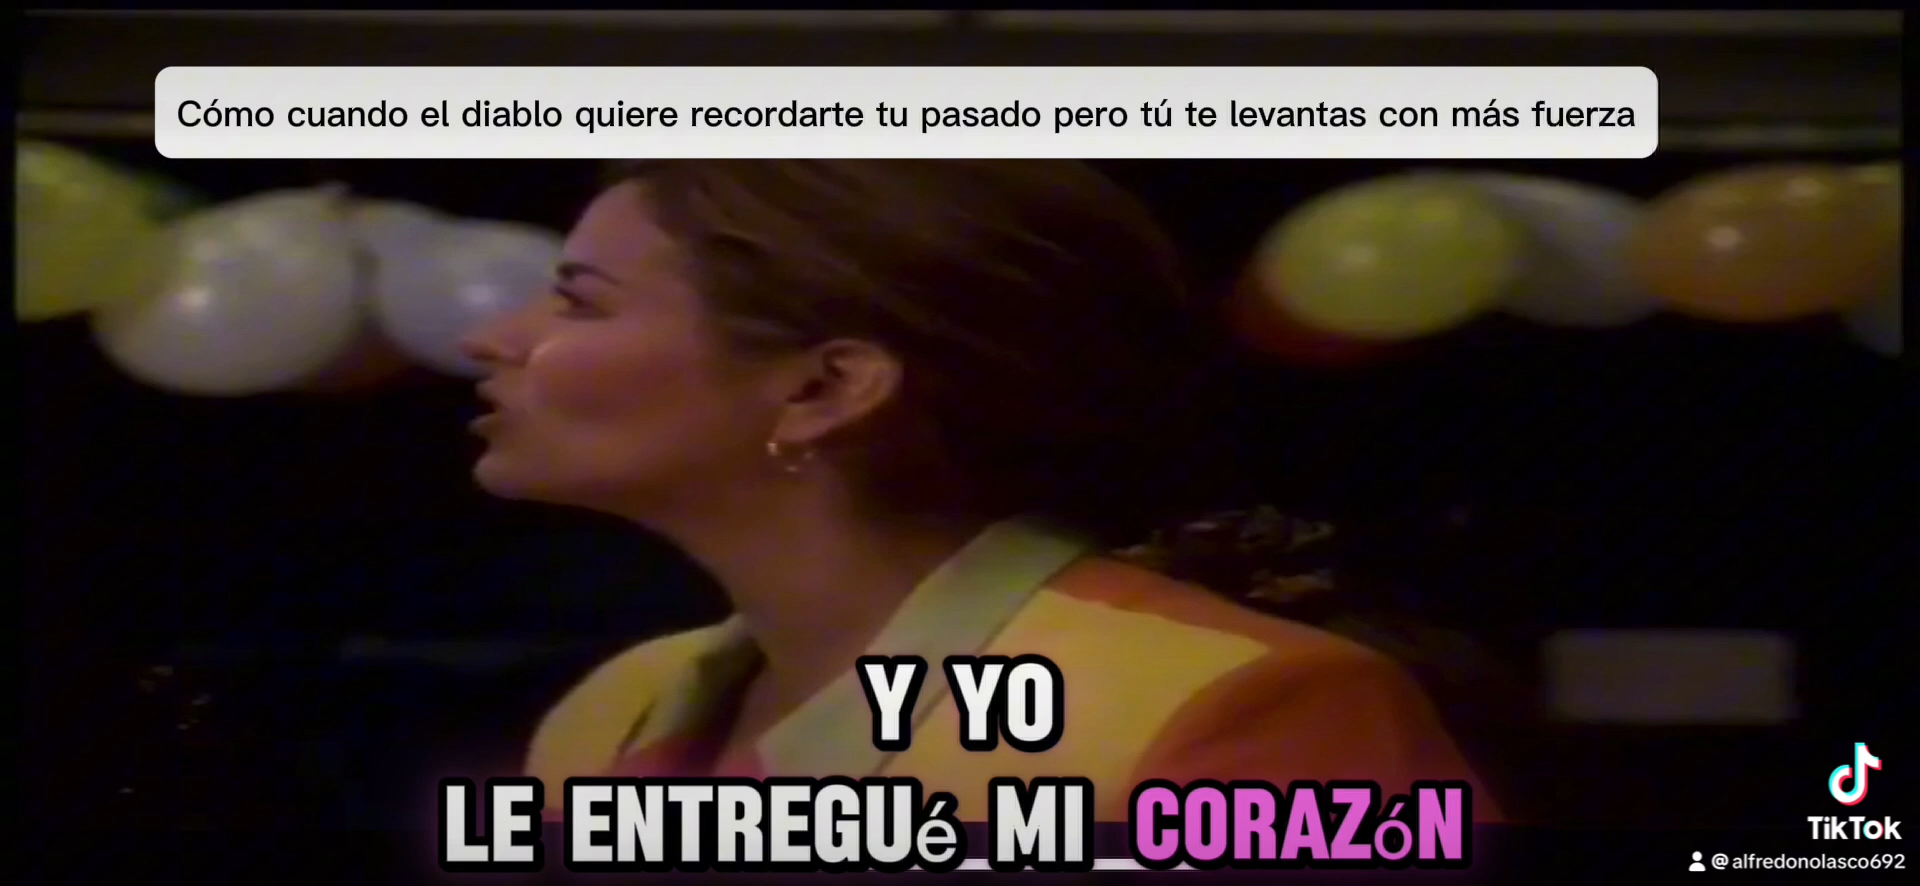 Cómo cuando el diablo quiere recordarte tu pasado pero tú te levantas con más fuerza
Y YO
LE ENTREGUé MI CORAZóN
TikTok
@alfredonolasco692